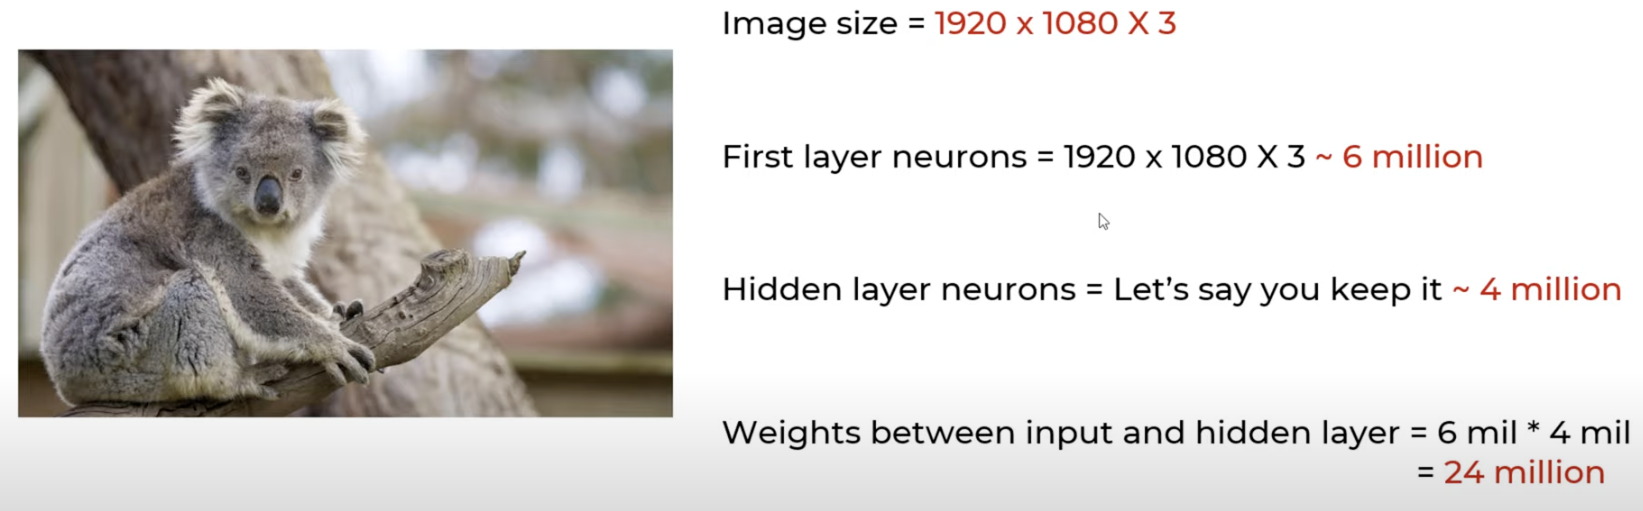 Image size = 1920 x 1080 X 3
First layer neurons = 1920 x 1080 X 3 ~ 6 million
Hidden layer neurons = Let’s say you keep it ~ 4 million
Weights between input and hidden layer = 6 mil * 4 mil
= 24 million